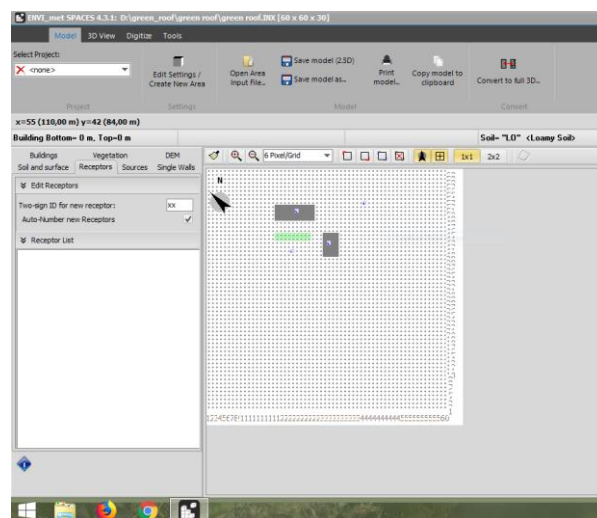 ENVI_met SPACES 4.3.1: D:\green_roof\green roof\green roof.INX [60 x 60 x 30]
Model 3D View Digitize Tools
Select Project:
<none>
Edit Settings / Create New Area
Open Area Input File...
Save model (2.5D)
Save model as...
Print model...
Copy model to clipboard
Convert to full 3D...
Project Settings Model Convert
x=55 (110,00 m) y=42 (84,00 m)
Building Bottom= 0 m, Top=0 m Soil= "LO" <Loamy Soil>
Buildings Vegetation DEM
Soil and surface Receptors Sources Single Walls
6 Pixel/Grid 1x1 2x2
Edit Receptors
Two-sign ID for new receptor: xx
Auto-Number new Receptors
Receptor List
N